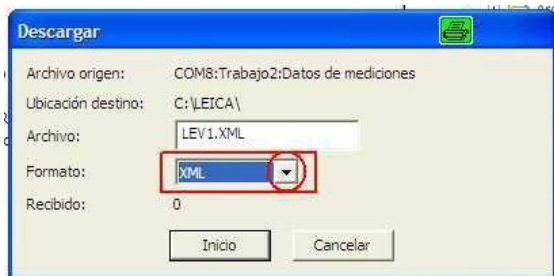 Descargar
Archivo origen: COM8:Trabajo2:Datos de mediciones
Ubicación destino: C:\LEICA\
Archivo: LEV1.XML
Formato: XML
Recibido: 0
Inicio Cancelar